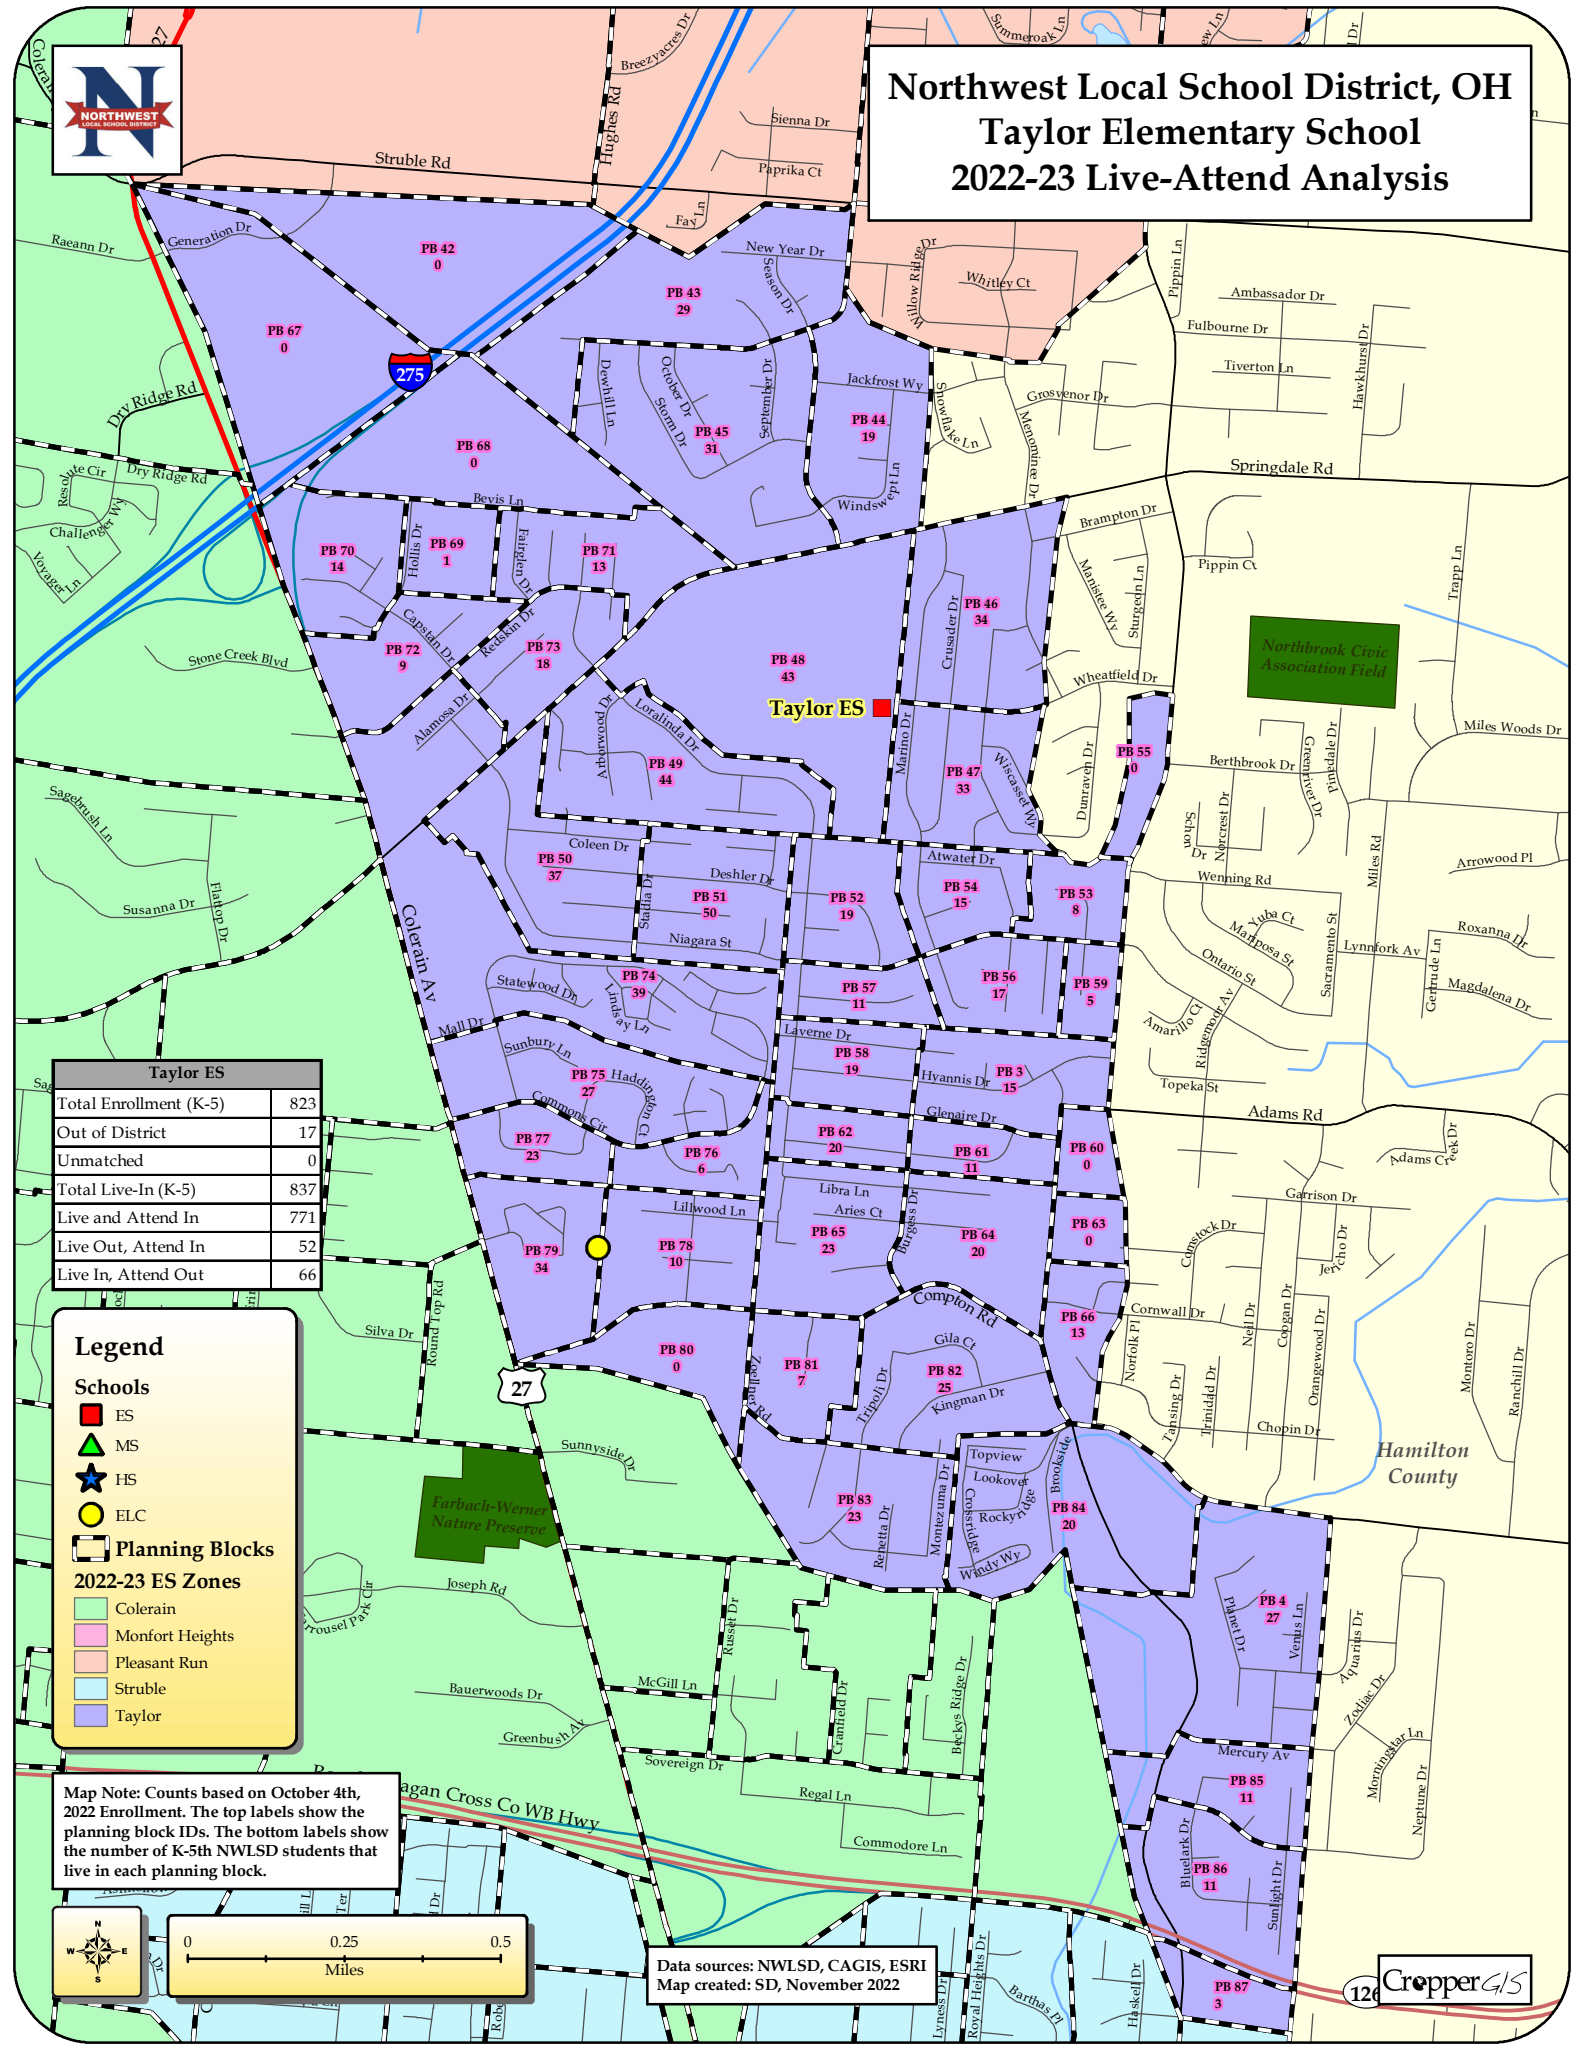 Northwest Local School District, OH
Taylor Elementary School
2022-23 Live-Attend Analysis
NORTHWEST
LOCAL SCHOOL DISTRICT
27
Breezyacres Dr
Summeroak Ln
Hughes Rd
Sienna Dr
Struble Rd
Paprika Ct
Fay Ln
Raeann Dr
Generation Dr
PB 42
0
New Year Dr
Season Dr
Willow Ridge Dr
Whitley Ct
Pippin Ln
Ambassador Dr
PB 43
29
Fulbourne Dr
Hawkhurst Dr
PB 67
0
275
Tiverton Ln
Dewhill Ln
October Dr
Storm Dr
September Dr
Jackfrost Wy
Snowflake Ln
Grosvenor Dr
Menominee Dr
Dry Ridge Rd
PB 44
19
PB 45
31
PB 68
0
Springdale Rd
Resolute Cir
Dry Ridge Rd
Challenger Wy
Voyager Ln
Bevis Ln
Windswept Ln
Brampton Dr
Hollis Dr
PB 69
1
PB 70
14
Fairglen Dr
PB 71
13
Pippin Ct
Trapp Ln
Manistee Wy
Sturgeon Ln
PB 46
34
Crusader Dr
Capstan Dr
Redskin Dr
PB 72
9
PB 73
18
PB 48
43
Northbrook Civic
Association Field
Stone Creek Blvd
Wheatfield Dr
Taylor ES
Alamosa Dr
Arborwood Dr
Loralinda Dr
Marino Dr
Miles Woods Dr
PB 49
44
PB 47
33
Wiscasset Wy
Dunraven Dr
PB 55
0
Berthbrook Dr
Greenriver Dr
Pinedale Dr
Sagebrush Ln
Schon Dr
Norcrest Dr
Miles Rd
Arrowood Pl
Coleen Dr
PB 50
37
Deshler Dr
Stadia Dr
PB 51
50
PB 52
19
Atwater Dr
PB 54
15
PB 53
8
Wenning Rd
Susanna Dr
Flattop Dr
Niagara St
Yuba Ct
Mariposa St
Sacramento St
Lynnfork Av
Roxanna Dr
Colerain Av
Statewood Dr
PB 74
39
Lindsay Ln
PB 57
11
PB 56
17
PB 59
5
Ontario St
Gertrude Ln
Magdalena Dr
Mall Dr
Laverne Dr
Amarillo Ct
Ridgemoor Av
Sunbury Ln
PB 58
19
PB 75
27
Haddington Ct
Hyannis Dr
PB 3
15
Topeka St
Commons Cir
Glenaire Dr
Adams Rd
PB 77
23
PB 76
6
PB 62
20
PB 61
11
PB 60
0
Adams Creek Dr
Libra Ln
Garrison Dr
Lillwood Ln
Aries Ct
Burgess Dr
PB 79
34
PB 78
10
PB 65
23
PB 64
20
PB 63
0
Comstock Dr
Jericho Dr
Round Top Rd
Silva Dr
Compton Rd
PB 66
13
Cornwall Dr
Norfolk Pl
Neil Dr
Coogan Dr
Orangewood Dr
Montoro Dr
Ranchill Dr
PB 80
0
Zoellner Rd
PB 81
7
Gila Ct
PB 82
25
Tripoli Dr
Kingman Dr
27
Tansing Dr
Trinidad Dr
Chopin Dr
Hamilton
County
Sunnyside Dr
Topview
Lookover
Brookside
Farbach-Werner
Nature Preserve
PB 83
23
Renetta Dr
Montezuma Dr
Crossridge
Rockyridge
Windy Wy
PB 84
20
Joseph Rd
PB 4
27
Planet Dr
Venus Ln
Aquarius Dr
Russet Dr
McGill Ln
Bauerwoods Dr
Greenbush Av
Cranfield Dr
Beckys Ridge Dr
Zodiac Dr
Morningstar Ln
Neptune Dr
Sovereign Dr
Mercury Av
Regal Ln
PB 85
11
Commodore Ln
Bluelark Dr
PB 86
11
Sunlight Dr
PB 87
3
Lyness Dr
Royal Heights Dr
Barthas Pl
Haskell Dr
126
Taylor ES
Total Enrollment (K-5) 823
Out of District 17
Unmatched 0
Total Live-In (K-5) 837
Live and Attend In 771
Live Out, Attend In 52
Live In, Attend Out 66
Legend
Schools
ES
MS
HS
ELC
Planning Blocks
2022-23 ES Zones
Colerain
Monfort Heights
Pleasant Run
Struble
Taylor
Map Note: Counts based on October 4th,
2022 Enrollment. The top labels show the
planning block IDs. The bottom labels show
the number of K-5th NWLSD students that
live in each planning block.
N
W E
S
0 0.25 0.5
Miles
Data sources: NWLSD, CAGIS, ESRI
Map created: SD, November 2022
Cropper GIS